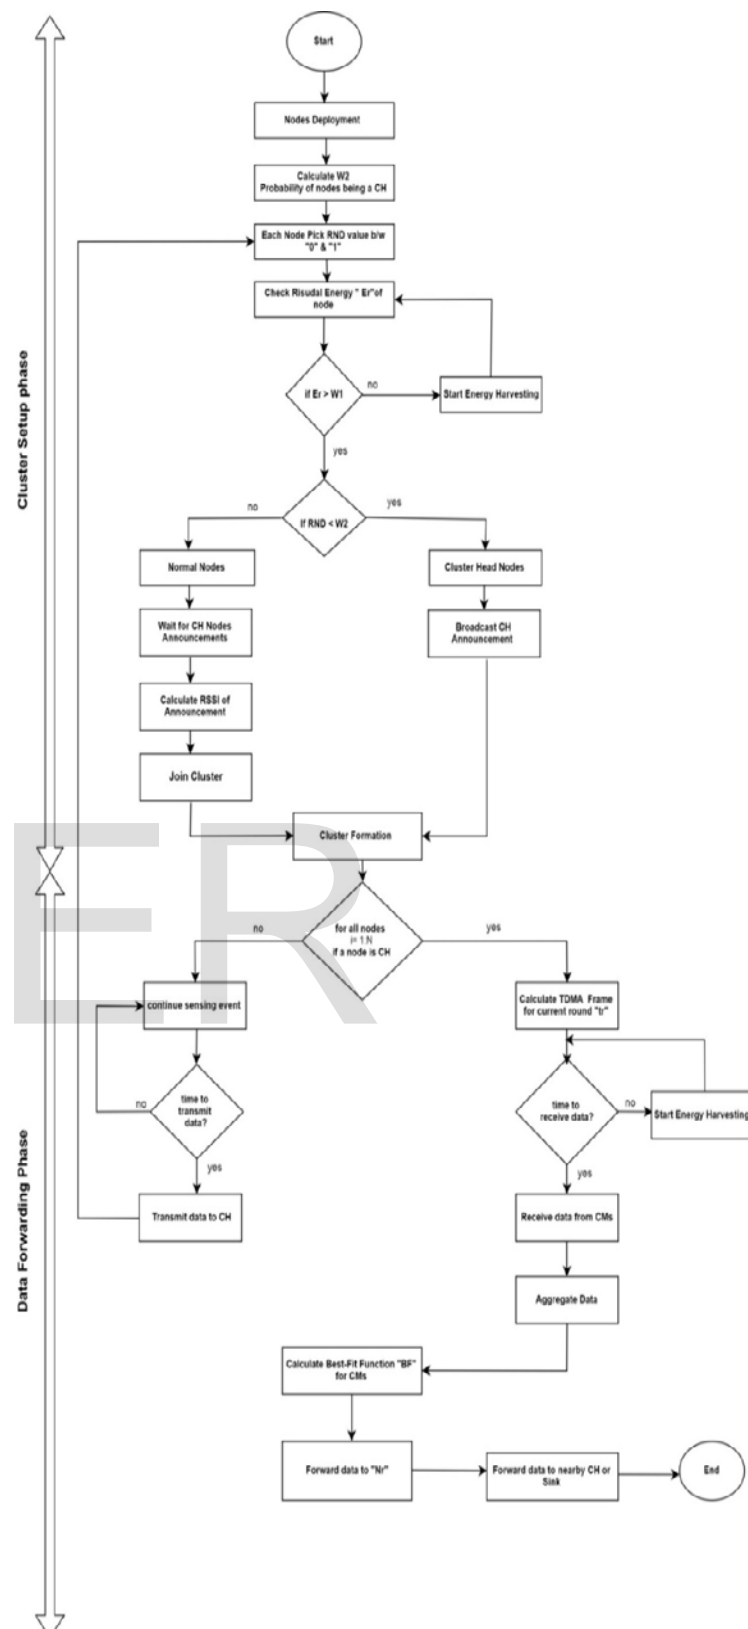 Start
Nodes Deployment
Calculate W2
Probability of nodes being a CH
Each Node Pick RND value b/w
"0" & "1"
Check Risudal Energy " Er"of
node
if Er > W1
no
Start Energy Harvesting
yes
If RND < W2
no
yes
Normal Nodes
Cluster Head Nodes
Wait for CH Nodes
Announcements
Broadcast CH
Announcement
Calculate RSSI of
Announcement
Join Cluster
Cluster Formation
Cluster Setup phase
for all nodes
i= 1:N
if a node is CH
no
yes
continue sensing event
Calculate TDMA Frame
for current round "tr"
time to
transmit
data?
no
yes
time to
receive data?
no
Start Energy Harvesting
yes
Transmit data to CH
Receive data from CMs
Aggregate Data
Calculate Best-Fit Function "BF"
for CMs
Forward data to "Nr"
Forward data to nearby CH or
Sink
End
Data Forwarding Phase
ER